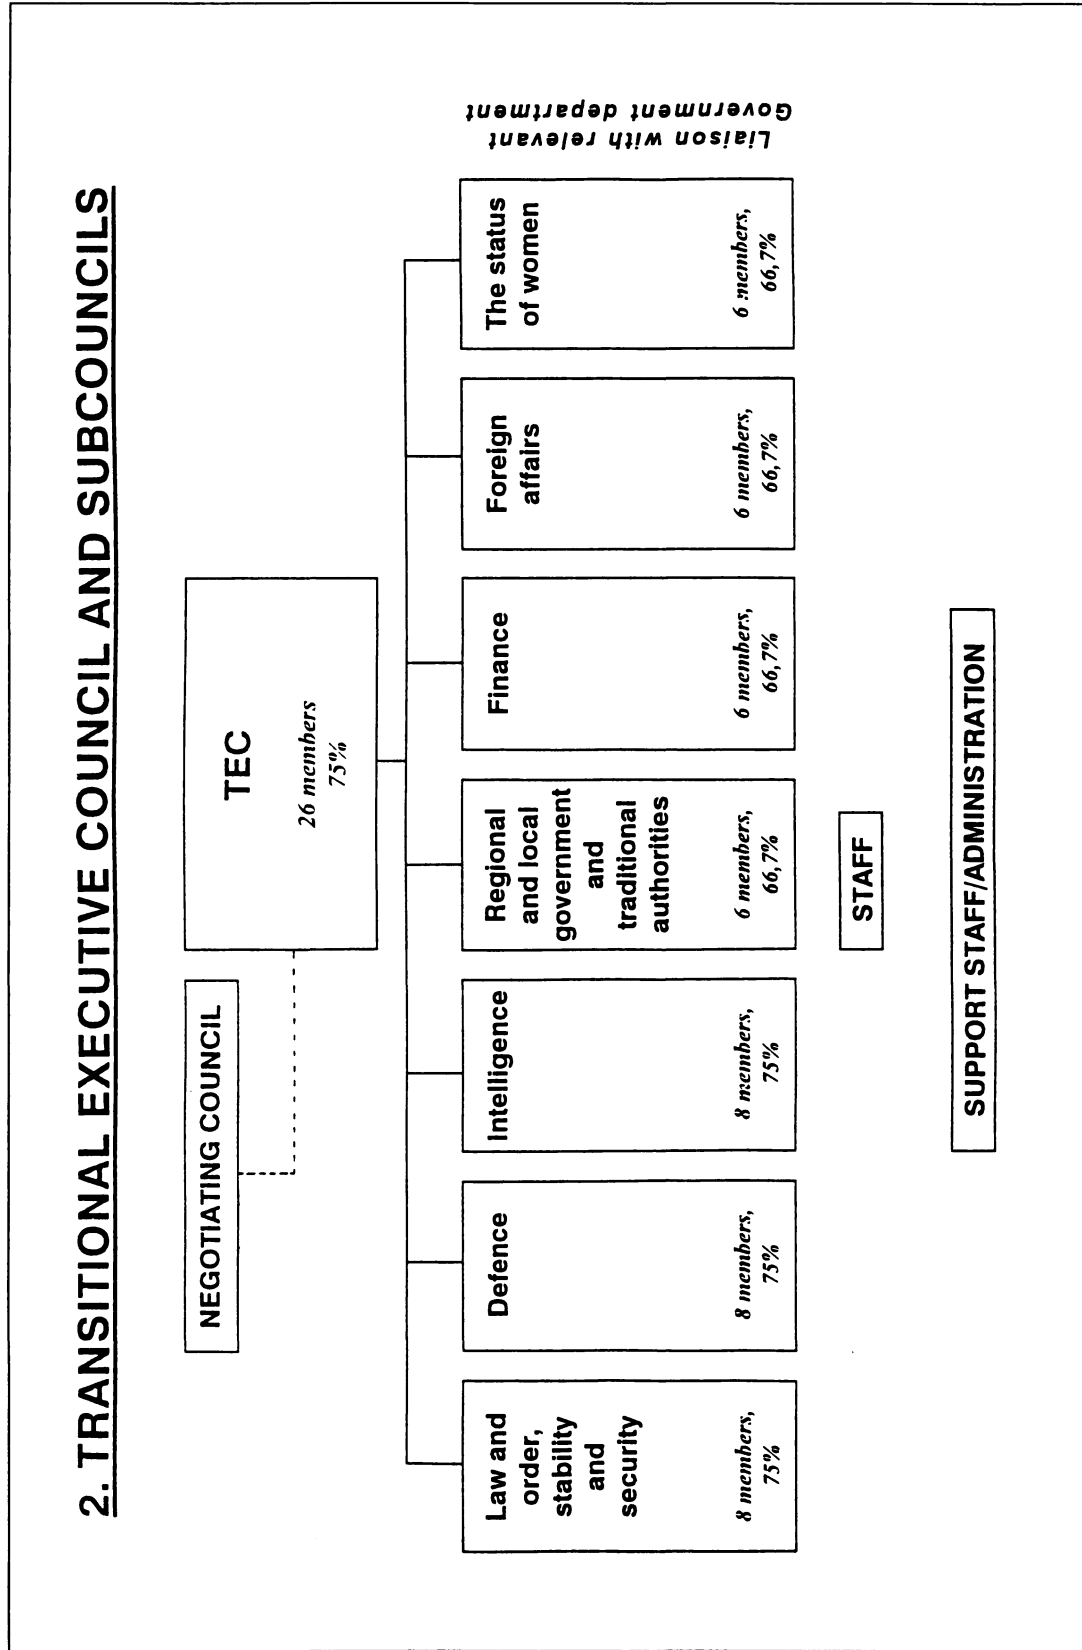 2. TRANSITIONAL EXECUTIVE COUNCIL AND SUBCOUNCILS
NEGOTIATING COUNCIL
TEC
26 members
75%
Law and
order,
stability
and
security
8 members,
75%
Defence
8 members,
75%
Intelligence
8 members,
75%
Regional
and local
government
and
traditional
authorities
6 members,
66,7%
Finance
6 members,
66,7%
Foreign
affairs
6 members,
66,7%
The status
of women
6 members,
66,7%
Liaison with relevant
Government department
STAFF
SUPPORT STAFF/ADMINISTRATION